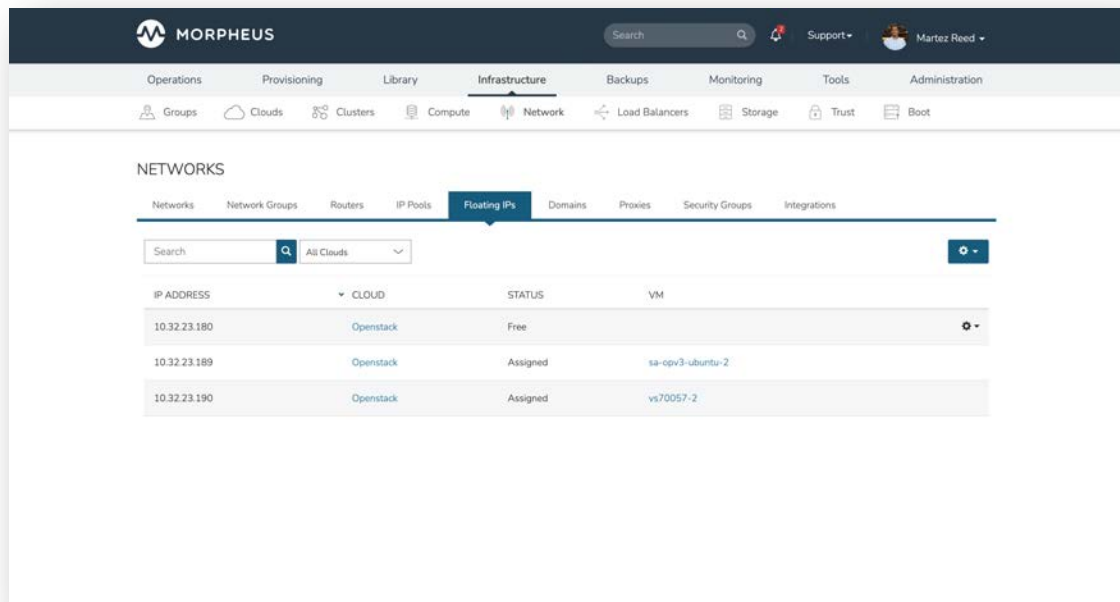 MORPHEUS Search Support Martez Reed
Operations Provisioning Library Infrastructure Backups Monitoring Tools Administration
Groups Clouds Clusters Compute Network Load Balancers Storage Trust Boot
NETWORKS
Networks Network Groups Routers IP Pools Floating IPs Domains Proxies Security Groups Integrations
Search All Clouds
IP ADDRESS CLOUD STATUS VM
10.32.23.180 Openstack Free
10.32.23.189 Openstack Assigned sa-opv3-ubuntu-2
10.32.23.190 Openstack Assigned vs70057-2